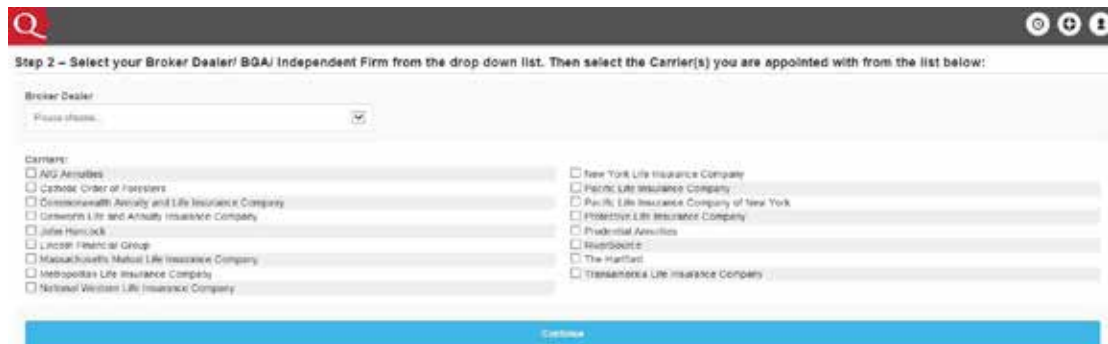 Q
Step 2 – Select your Broker Dealer/ BGA/ Independent Firm from the drop down list. Then select the Carrier(s) you are appointed with from the list below:
Broker Dealer
Please choose...
Carriers:
AIG Annuities
Catholic Order of Foresters
Commonwealth Annuity and Life Insurance Company
Genworth Life and Annuity Insurance Company
John Hancock
Lincoln Financial Group
Massachusetts Mutual Life Insurance Company
Metropolitan Life Insurance Company
National Western Life Insurance Company
New York Life Insurance Company
Pacific Life Insurance Company
Pacific Life Insurance Company of New York
Protective Life Insurance Company
Prudential Annuities
RiverSource
The Hartford
Transamerica Life Insurance Company
Continue